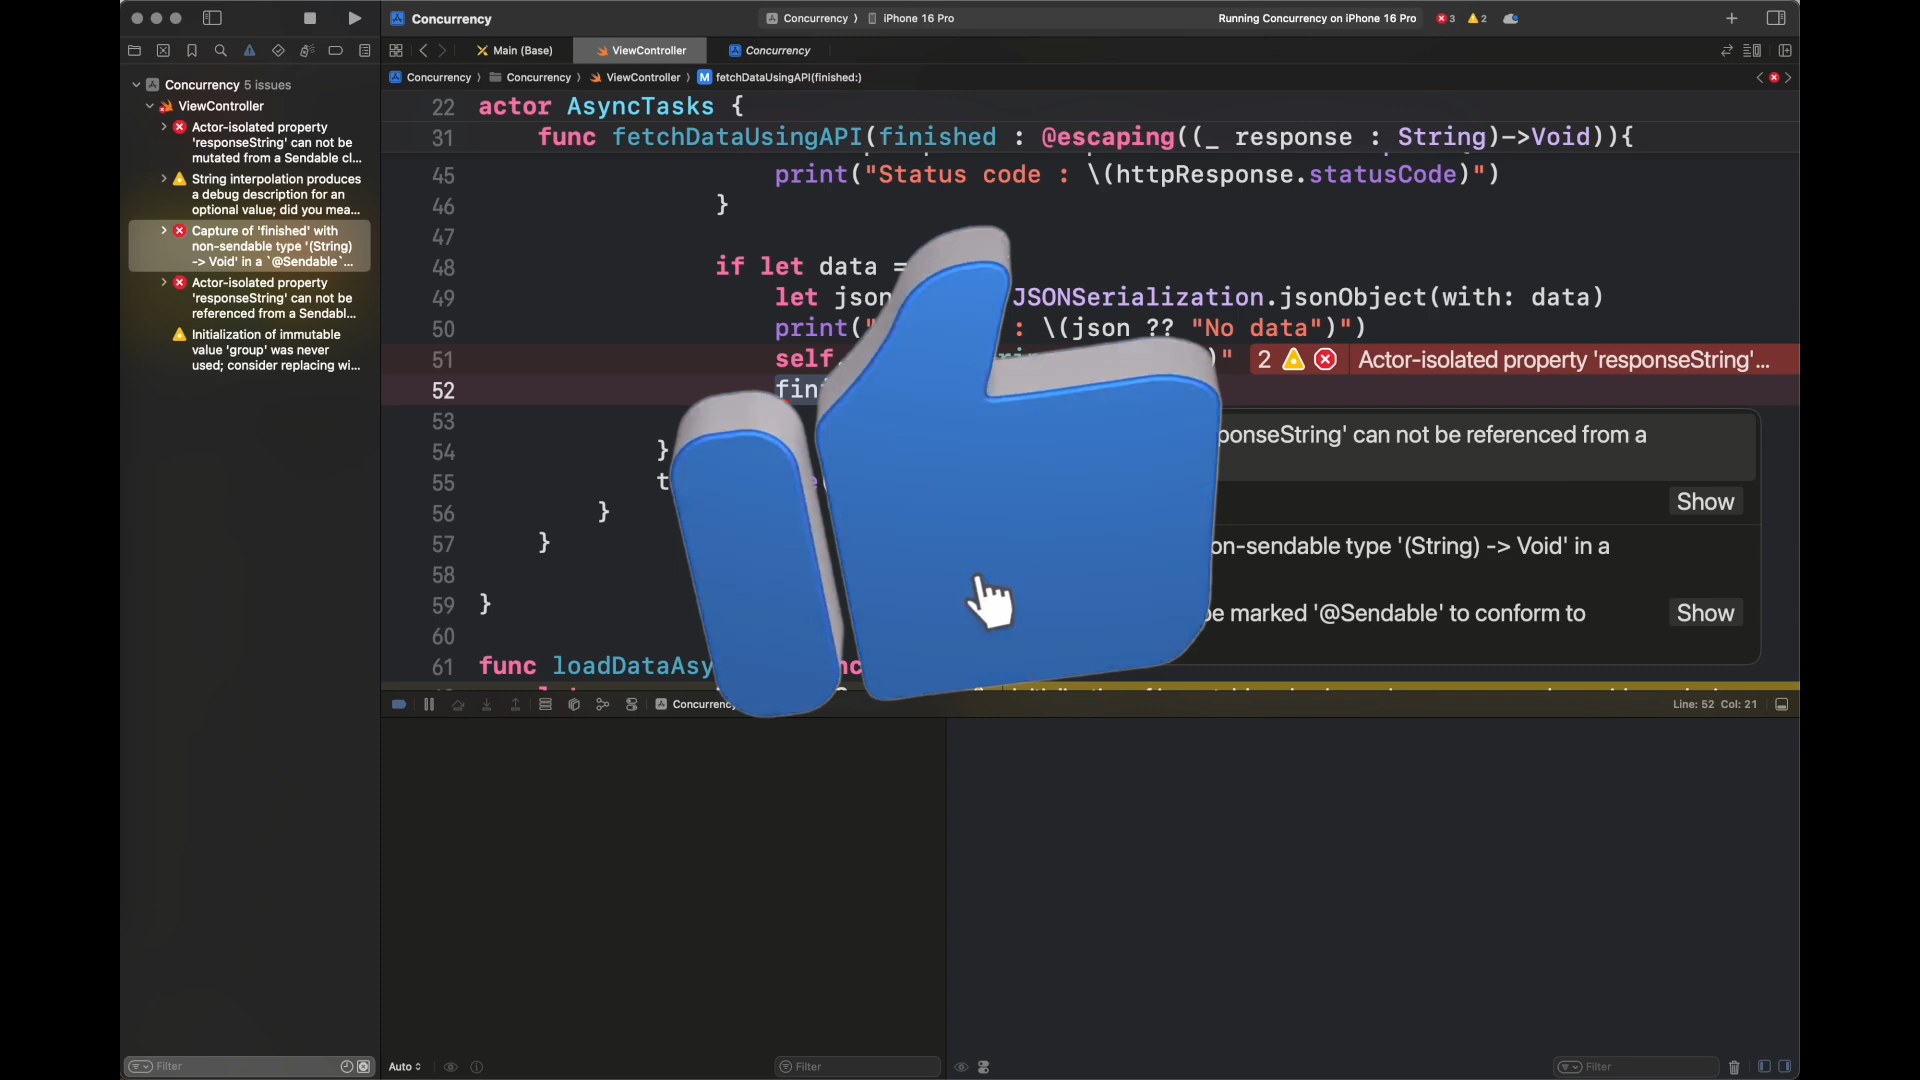 Concurrency
Concurrency
iPhone 16 Pro
Running Concurrency on iPhone 16 Pro
3
2
Main (Base)
ViewController
Concurrency
Concurrency
Concurrency
ViewController
M
fetchDataUsingAPI(finished:)
Concurrency 5 issues
ViewController
Actor-isolated property
'responseString' can not be
mutated from a Sendable cl...
String interpolation produces
a debug description for an
optional value; did you mea...
Capture of 'finished' with
non-sendable type '(String)
-> Void' in a `@Sendable`...
Actor-isolated property
'responseString' can not be
referenced from a Sendabl...
Initialization of immutable
value 'group' was never
used; consider replacing wi...
22 actor AsyncTasks {
31 func fetchDataUsingAPI(finished : @escaping((_ response : String)->Void)){
45 print("Status code : \(httpResponse.statusCode)")
46 }
47
48 if let data =
49 let json JSONSerialization.jsonObject(with: data)
50 print(" : \(json ?? "No data")")
51 self. )" 2 Actor-isolated property 'responseString'...
52 fin
53
54 }
55 t
56 }
57 }
58
59 }
60
61 func loadDataAsy nc
ponseString' can not be referenced from a
Show
on-sendable type '(String) -> Void' in a
be marked '@Sendable' to conform to
Show
Concurrency
Line: 52 Col: 21
Filter
Auto
Filter
Filter